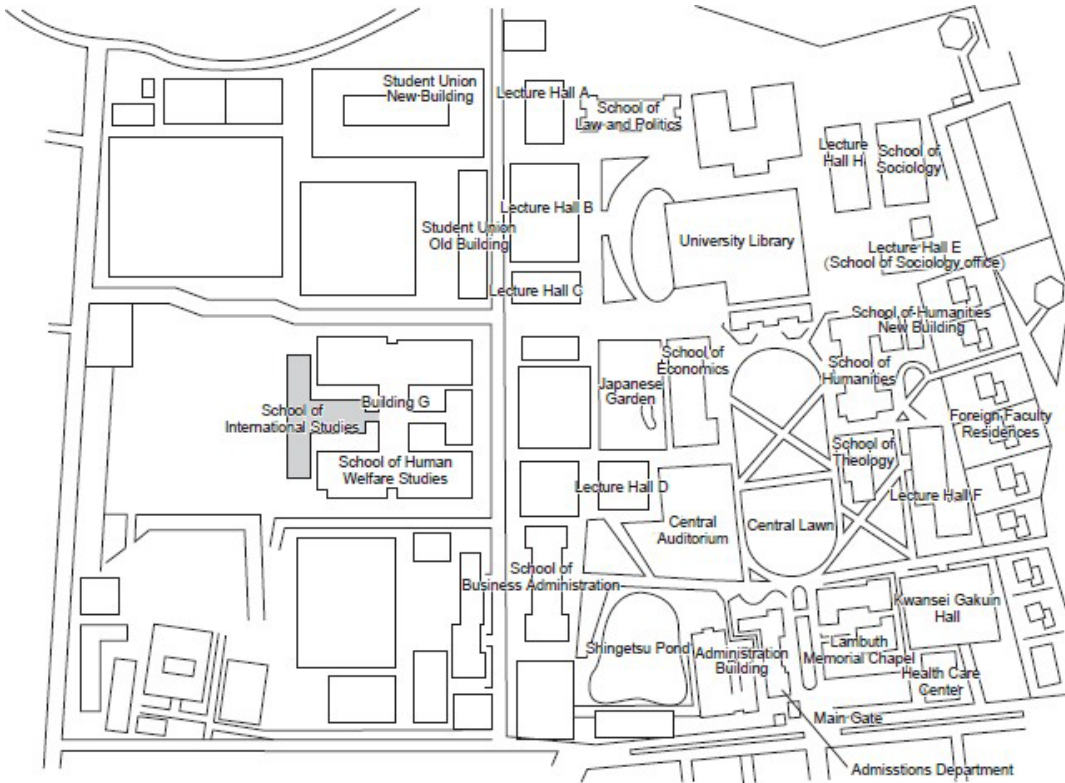 Student Union
New Building
Lecture Hall A
School of
Law and Politics
Lecture
Hall H
School of
Sociology
Lecture Hall B
Student Union
Old Building
University Library
Lecture Hall E
(School of Sociology office)
Lecture Hall C
School of Humanities
New Building
School of
Economics
Japanese
Garden
School of
Humanities
Building G
School of
International Studies
Foreign Faculty
Residences
School of Human
Welfare Studies
School of
Theology
Lecture Hall D
Lecture Hall F
Central
Auditorium
Central Lawn
School of
Business Administration
Kwansei Gakuin
Hall
Shingetsu Pond
Administration
Building
Lambuth
Memorial Chapel
Health Care
Center
Main Gate
Admisstions Department